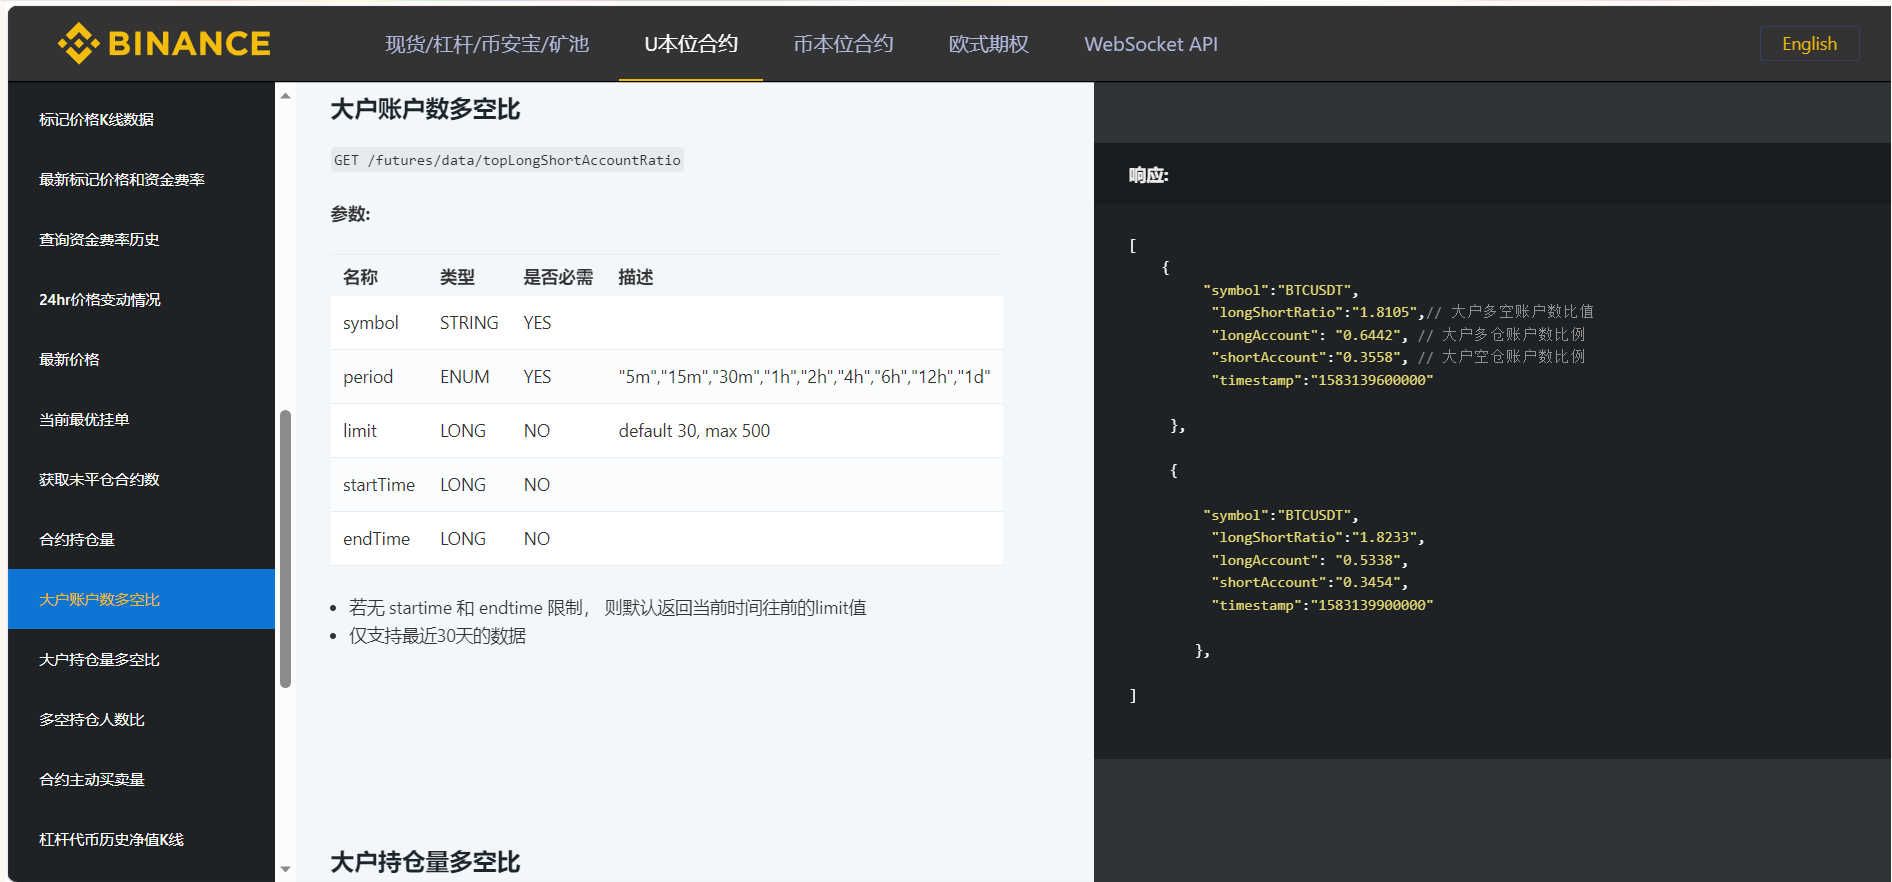 BINANCE
现货/杠杆/币安宝/矿池
U本位合约
币本位合约
欧式期权
WebSocket API
English
标记价格K线数据
最新标记价格和资金费率
查询资金费率历史
24hr价格变动情况
最新价格
当前最优挂单
获取未平仓合约数
合约持仓量
大户账户数多空比
大户持仓量多空比
多空持仓人数比
合约主动买卖量
杠杆代币历史净值K线
大户账户数多空比
GET /futures/data/topLongShortAccountRatio
参数:
名称 类型 是否必需 描述
symbol STRING YES
period ENUM YES "5m","15m","30m","1h","2h","4h","6h","12h","1d"
limit LONG NO default 30, max 500
startTime LONG NO
endTime LONG NO
• 若无 startime 和 endtime 限制， 则默认返回当前时间往前的limit值
• 仅支持最近30天的数据
大户持仓量多空比
响应:
[
{
"symbol":"BTCUSDT",
"longShortRatio":"1.8105",// 大户多空账户数比值
"longAccount": "0.6442", // 大户多仓账户数比例
"shortAccount":"0.3558", // 大户空仓账户数比例
"timestamp":"1583139600000"
},
{
"symbol":"BTCUSDT",
"longShortRatio":"1.8233",
"longAccount": "0.5338",
"shortAccount":"0.3454",
"timestamp":"1583139900000"
},
]